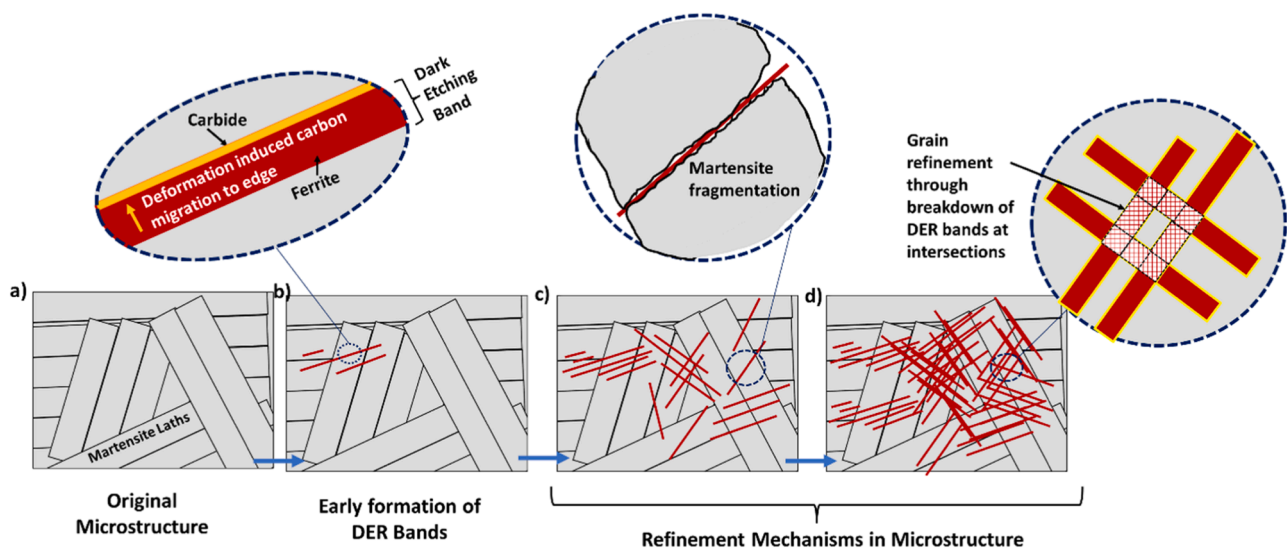 Dark
Etching
Band
Carbide
Deformation induced carbon
migration to edge
Ferrite
Martensite
fragmentation
Grain
refinement
through
breakdown of
DER bands at
intersections
a)
b)
c)
d)
Martensite Laths
Original
Microstructure
Early formation of
DER Bands
Refinement Mechanisms in Microstructure